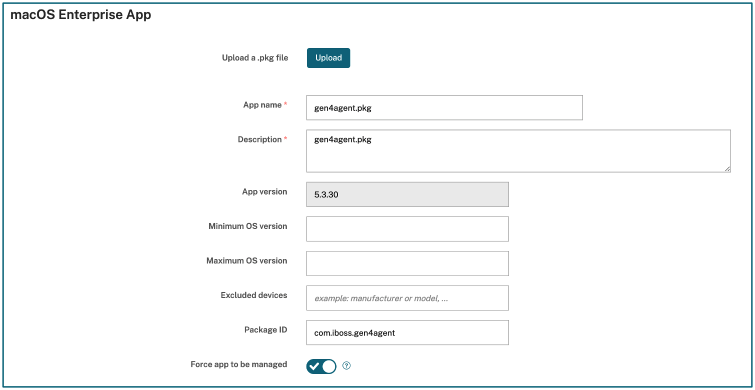 macOS Enterprise App
Upload a .pkg file Upload
App name * gen4agent.pkg
Description * gen4agent.pkg
App version 5.3.30
Minimum OS version
Maximum OS version
Excluded devices example: manufacturer or model, ...
Package ID com.iboss.gen4agent
Force app to be managed ?